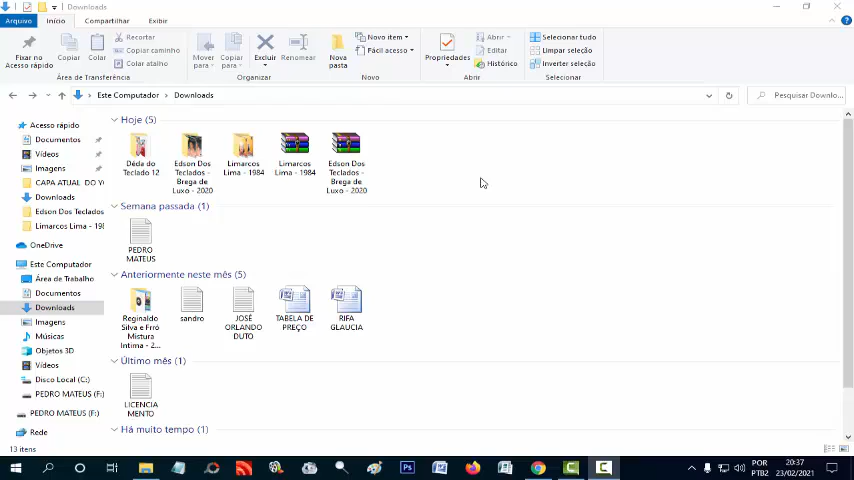 Downloads
Arquivo Início Compartilhar Exibir
Fixar no Acesso rápido
Copiar
Colar
Recortar
Copiar caminho
Colar atalho
Área de Transferência
Mover para
Copiar para
Excluir
Renomear
Organizar
Nova pasta
Novo item
Fácil acesso
Novo
Propriedades
Abrir
Editar
Histórico
Abrir
Selecionar tudo
Limpar seleção
Inverter seleção
Selecionar
Este Computador Downloads
Pesquisar Downlo...
Acesso rápido
Documentos
Vídeos
Imagens
CAPA ATUAL DO Y
Downloads
Edson Dos Teclados
Limarcos Lima - 198
OneDrive
Este Computador
Área de Trabalho
Documentos
Downloads
Imagens
Músicas
Objetos 3D
Vídeos
Disco Local (C:)
PEDRO MATEUS (F:)
PEDRO MATEUS (F:)
Rede
Hoje (5)
Dêda do
Teclado 12
Edson Dos
Teclados -
Brega de
Luxo - 2020
Limarcos
Lima - 1984
Limarcos
Lima - 1984
Edson Dos
Teclados -
Brega de
Luxo - 2020
Semana passada (1)
PEDRO
MATEUS
Anteriormente neste mês (5)
Reginaldo
Silva e Frró
Mistura
Intima - 2...
sandro
JOSÉ
ORLANDO
DUTO
TABELA DE
PREÇO
RIFA
GLAUCIA
Último mês (1)
LICENCIA
MENTO
Há muito tempo (1)
13 itens
Ps
POR
PTB2
20:37
23/02/2021